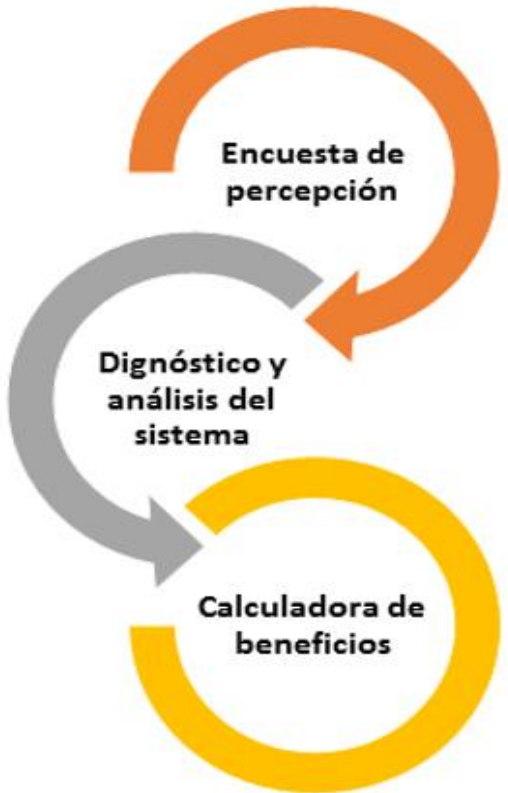 Encuesta de
percepción
Dignóstico y
análisis del
sistema
Calculadora de
beneficios